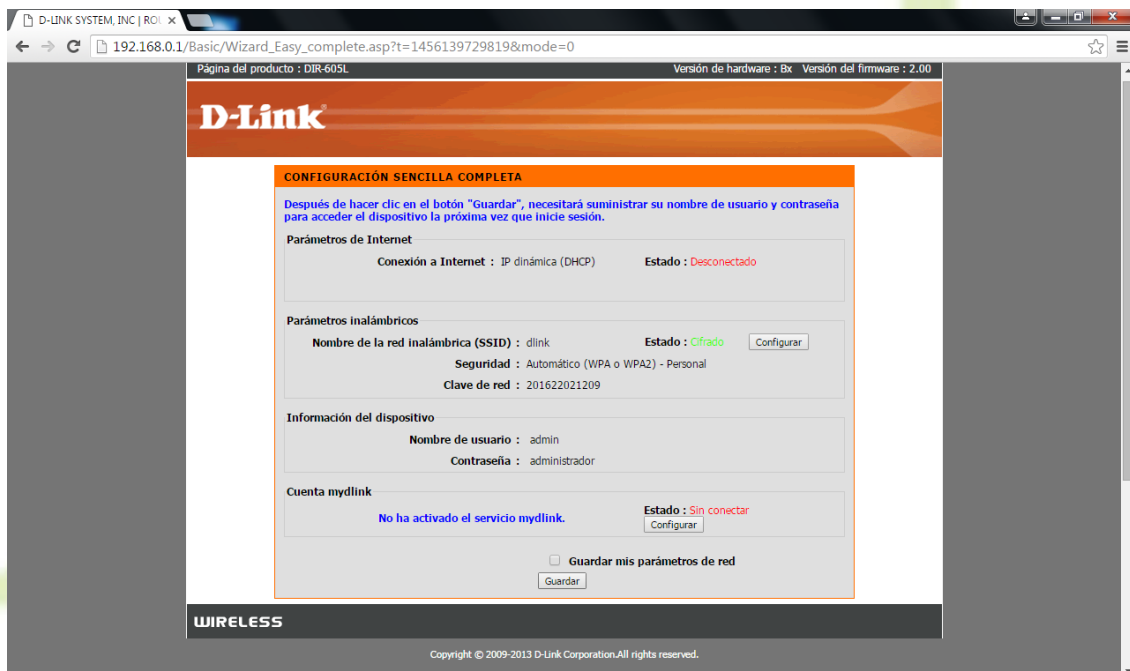 D-LINK SYSTEM, INC | ROU
192.168.0.1/Basic/Wizard_Easy_complete.asp?t=1456139729819&mode=0
Página del producto : DIR-605L Versión de hardware : Bx Versión del firmware : 2.00
D-Link
CONFIGURACIÓN SENCILLA COMPLETA
Después de hacer clic en el botón "Guardar", necesitará suministrar su nombre de usuario y contraseña
para acceder el dispositivo la próxima vez que inicie sesión.
Parámetros de Internet
Conexión a Internet : IP dinámica (DHCP) Estado : Desconectado
Parámetros inalámbricos
Nombre de la red inalámbrica (SSID) : dlink Estado : Cifrado Configurar
Seguridad : Automático (WPA o WPA2) - Personal
Clave de red : 201622021209
Información del dispositivo
Nombre de usuario : admin
Contraseña : administrador
Cuenta mydlink
No ha activado el servicio mydlink. Estado : Sin conectar
Configurar
Guardar mis parámetros de red
Guardar
WIRELESS
Copyright © 2009-2013 D-Link Corporation.All rights reserved.